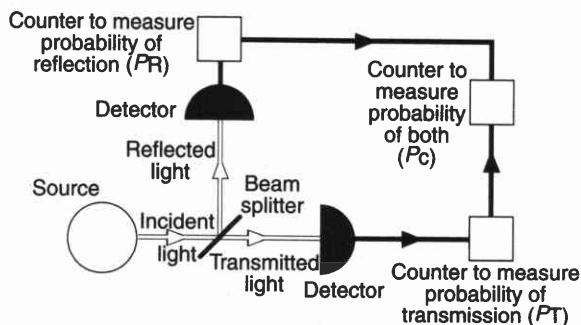 Counter to measure
probability of
reflection (PR)
Counter to
measure
probability
of both
(Pc)
Detector
Reflected
light
Source
Beam
splitter
Incident
light
Transmitted
light
Detector
Counter to measure
probability of
transmission (PT)